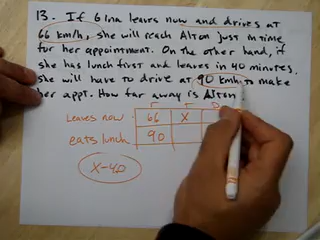 13. If Gina leaves now and drives at
66 km/h, she will reach Alton just in time
for her appointment. On the other hand, if
she has lunch first and leaves in 40 minutes,
she will have to drive at 90 km/h to make
her appt. How far away is Alton
r T D
leaves now 66 X
eats lunch 90
X-40